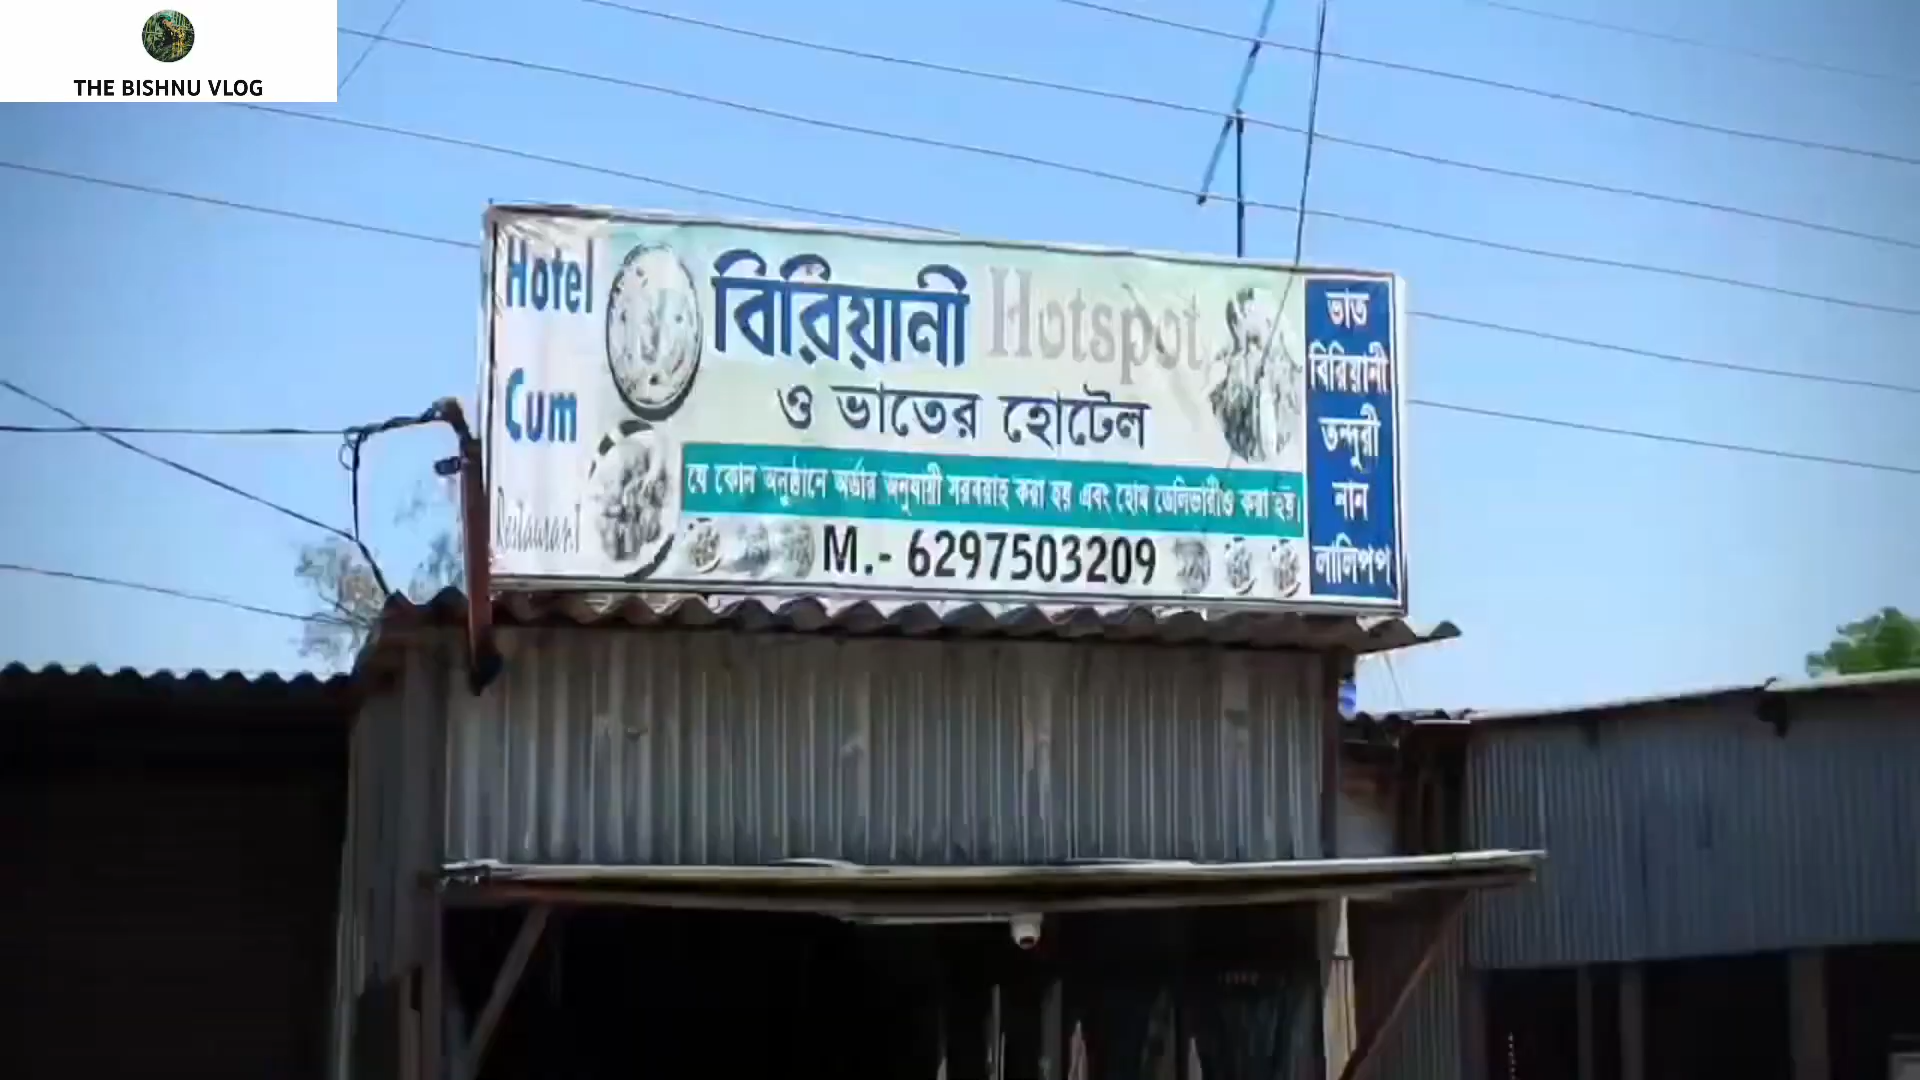 THE BISHNU VLOG
Hotel
Cum
Restaurant
বিরিয়ানী Hotspot
ও ভাতের হোটেল
যে কোন অনুষ্ঠানে অর্ডার অনুযায়ী সরবরাহ করা হয় এবং হোম ডেলিভারীও করা হয়।
M.- 6297503209
ভাত
বিরিয়ানী
তন্দুরী
নান
লালিপপ